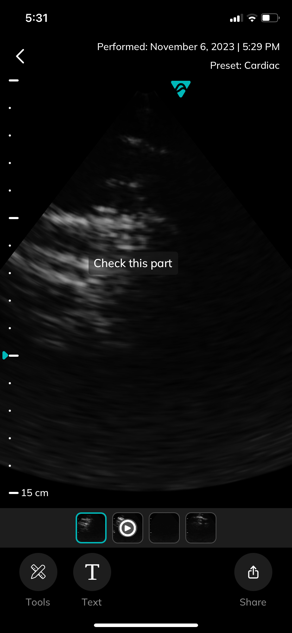 5:31
Performed: November 6, 2023 | 5:29 PM
Preset: Cardiac
Check this part
15 cm
T
Tools
Text
Share